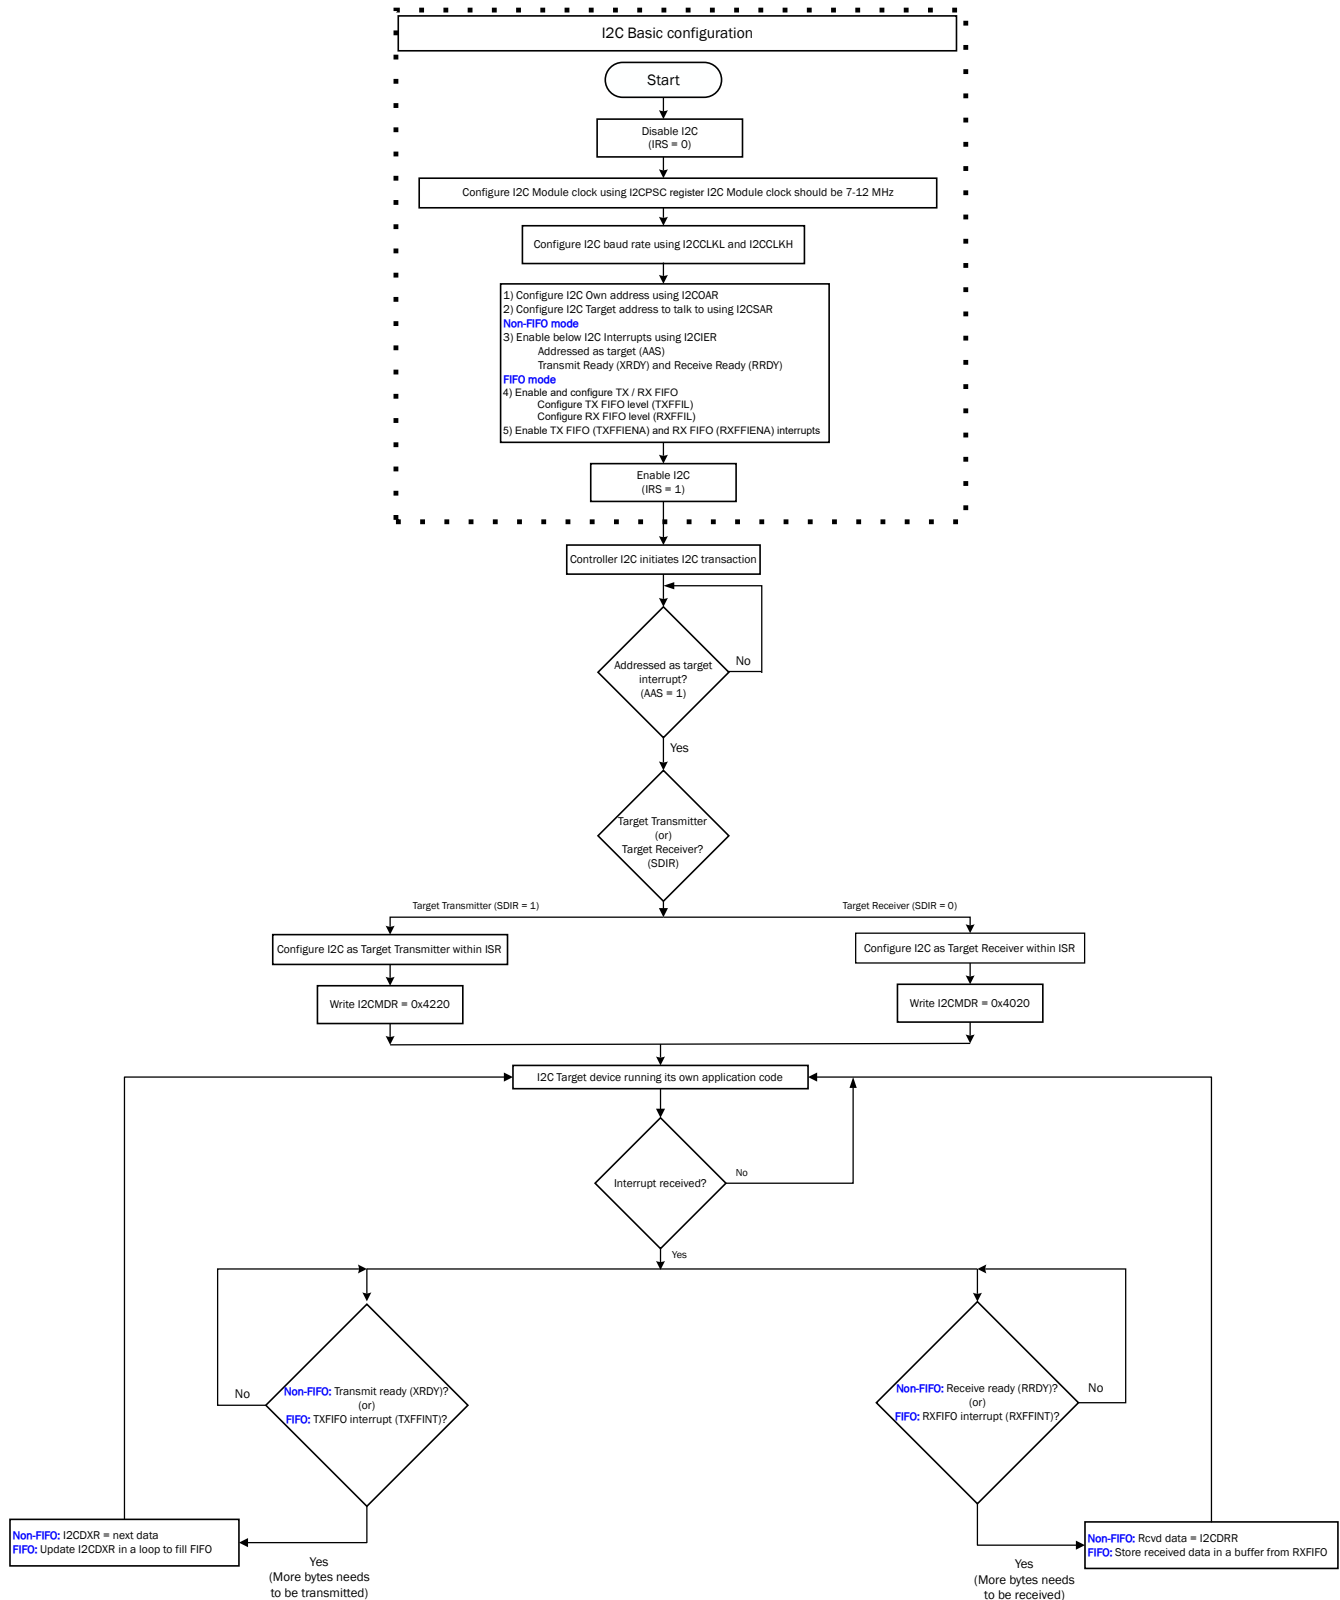 I2C Basic configuration
Start
Disable I2C
(IRS = 0)
Configure I2C Module clock using I2CPSC register I2C Module clock should be 7-12 MHz
Configure I2C baud rate using I2CCLKL and I2CCLKH
1) Configure I2C Own address using I2COAR
2) Configure I2C Target address to talk to using I2CSAR
Non-FIFO mode
3) Enable below I2C Interrupts using I2CIER
Addressed as target (AAS)
Transmit Ready (XRDY) and Receive Ready (RRDY)
FIFO mode
4) Enable and configure TX / RX FIFO
Configure TX FIFO level (TXFFIL)
Configure RX FIFO level (RXFFIL)
5) Enable TX FIFO (TXFFIENA) and RX FIFO (RXFFIENA) interrupts
Enable I2C
(IRS = 1)
Controller I2C initiates I2C transaction
Addressed as target
interrupt?
(AAS = 1)
No
Yes
Target Transmitter
(or)
Target Receiver?
(SDIR)
Target Transmitter (SDIR = 1)
Target Receiver (SDIR = 0)
Configure I2C as Target Transmitter within ISR
Configure I2C as Target Receiver within ISR
Write I2CMDR = 0x4220
Write I2CMDR = 0x4020
I2C Target device running its own application code
Interrupt received?
No
Yes
No
Non-FIFO: Transmit ready (XRDY)?
(or)
FIFO: TXFIFO interrupt (TXFFINT)?
Non-FIFO: Receive ready (RRDY)?
(or)
FIFO: RXFIFO interrupt (RXFFINT)?
No
Non-FIFO: I2CDXR = next data
FIFO: Update I2CDXR in a loop to fill FIFO
Yes
(More bytes needs
to be transmitted)
Yes
(More bytes needs
to be received)
Non-FIFO: Rcvd data = I2CDRR
FIFO: Store received data in a buffer from RXFIFO